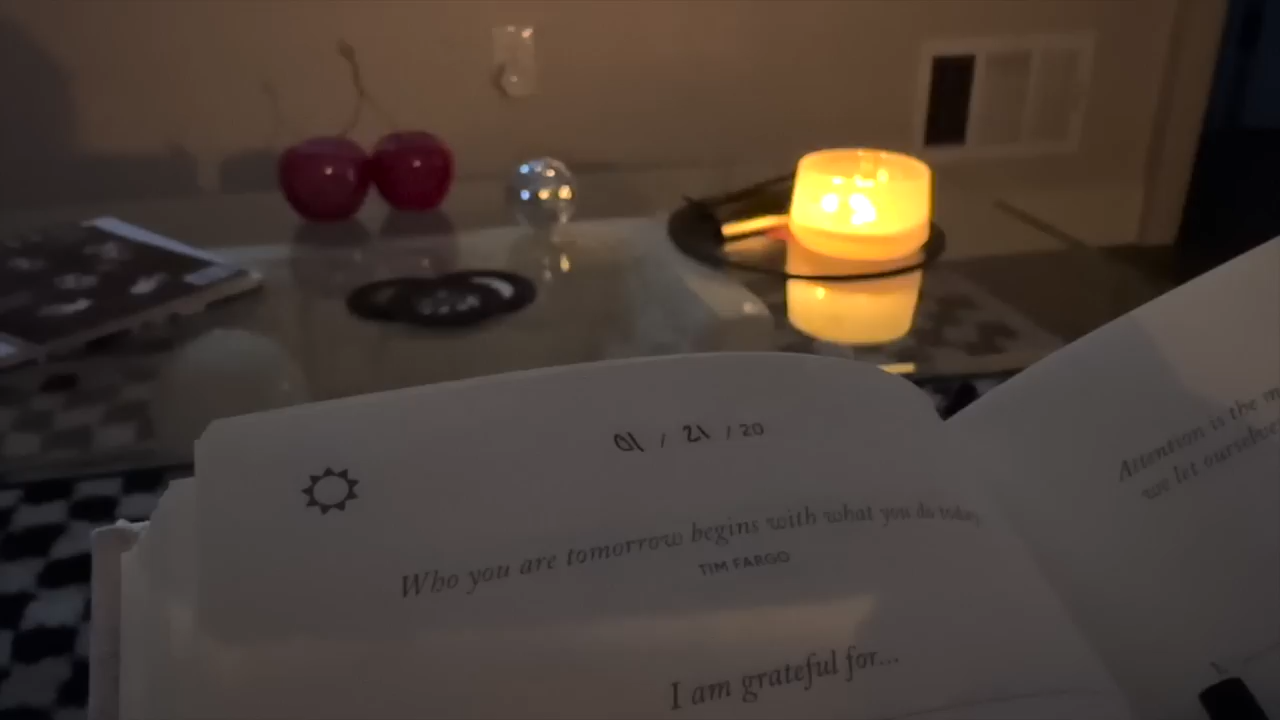 01 / 21 / 20
Who you are tomorrow begins with what you do today.
TIM FARGO
I am grateful for...
Attention is the
we let ourselves